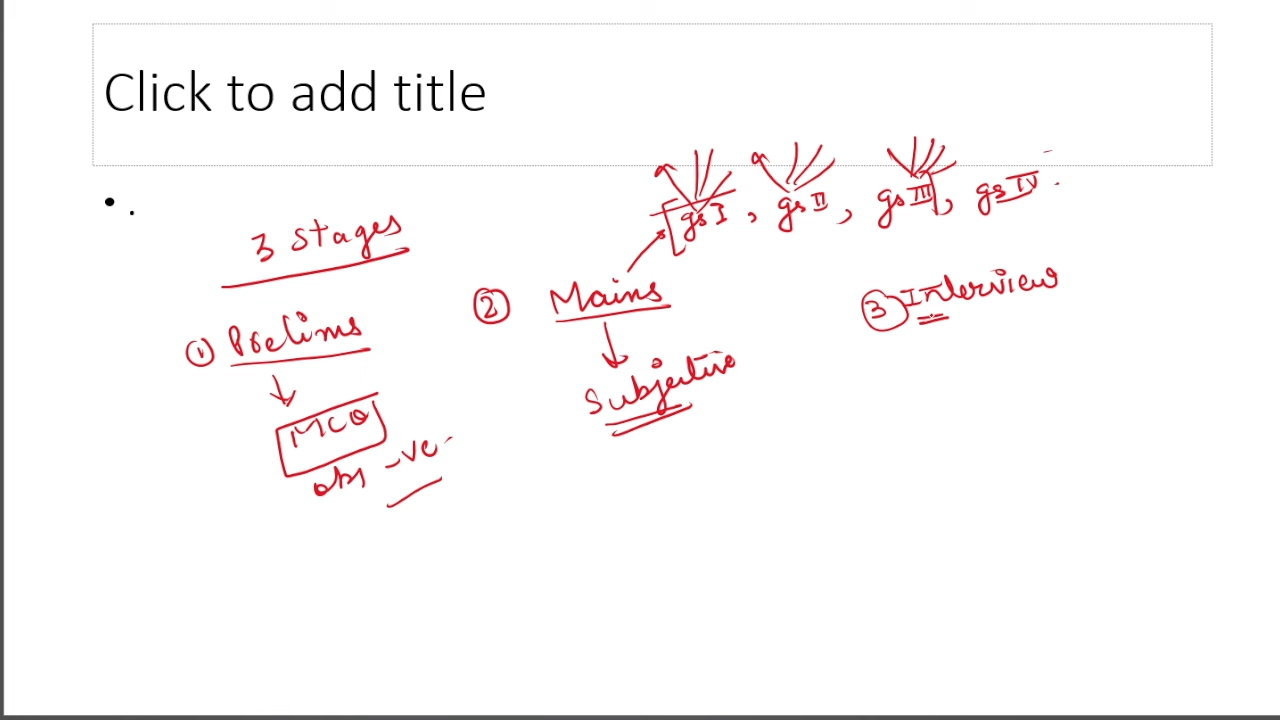 Click to add title
• .
3 Stages
gs I , gs II , gs III , gs IV
① Prelims
② Mains
③ Interview
MCQ
Subjective
-ve